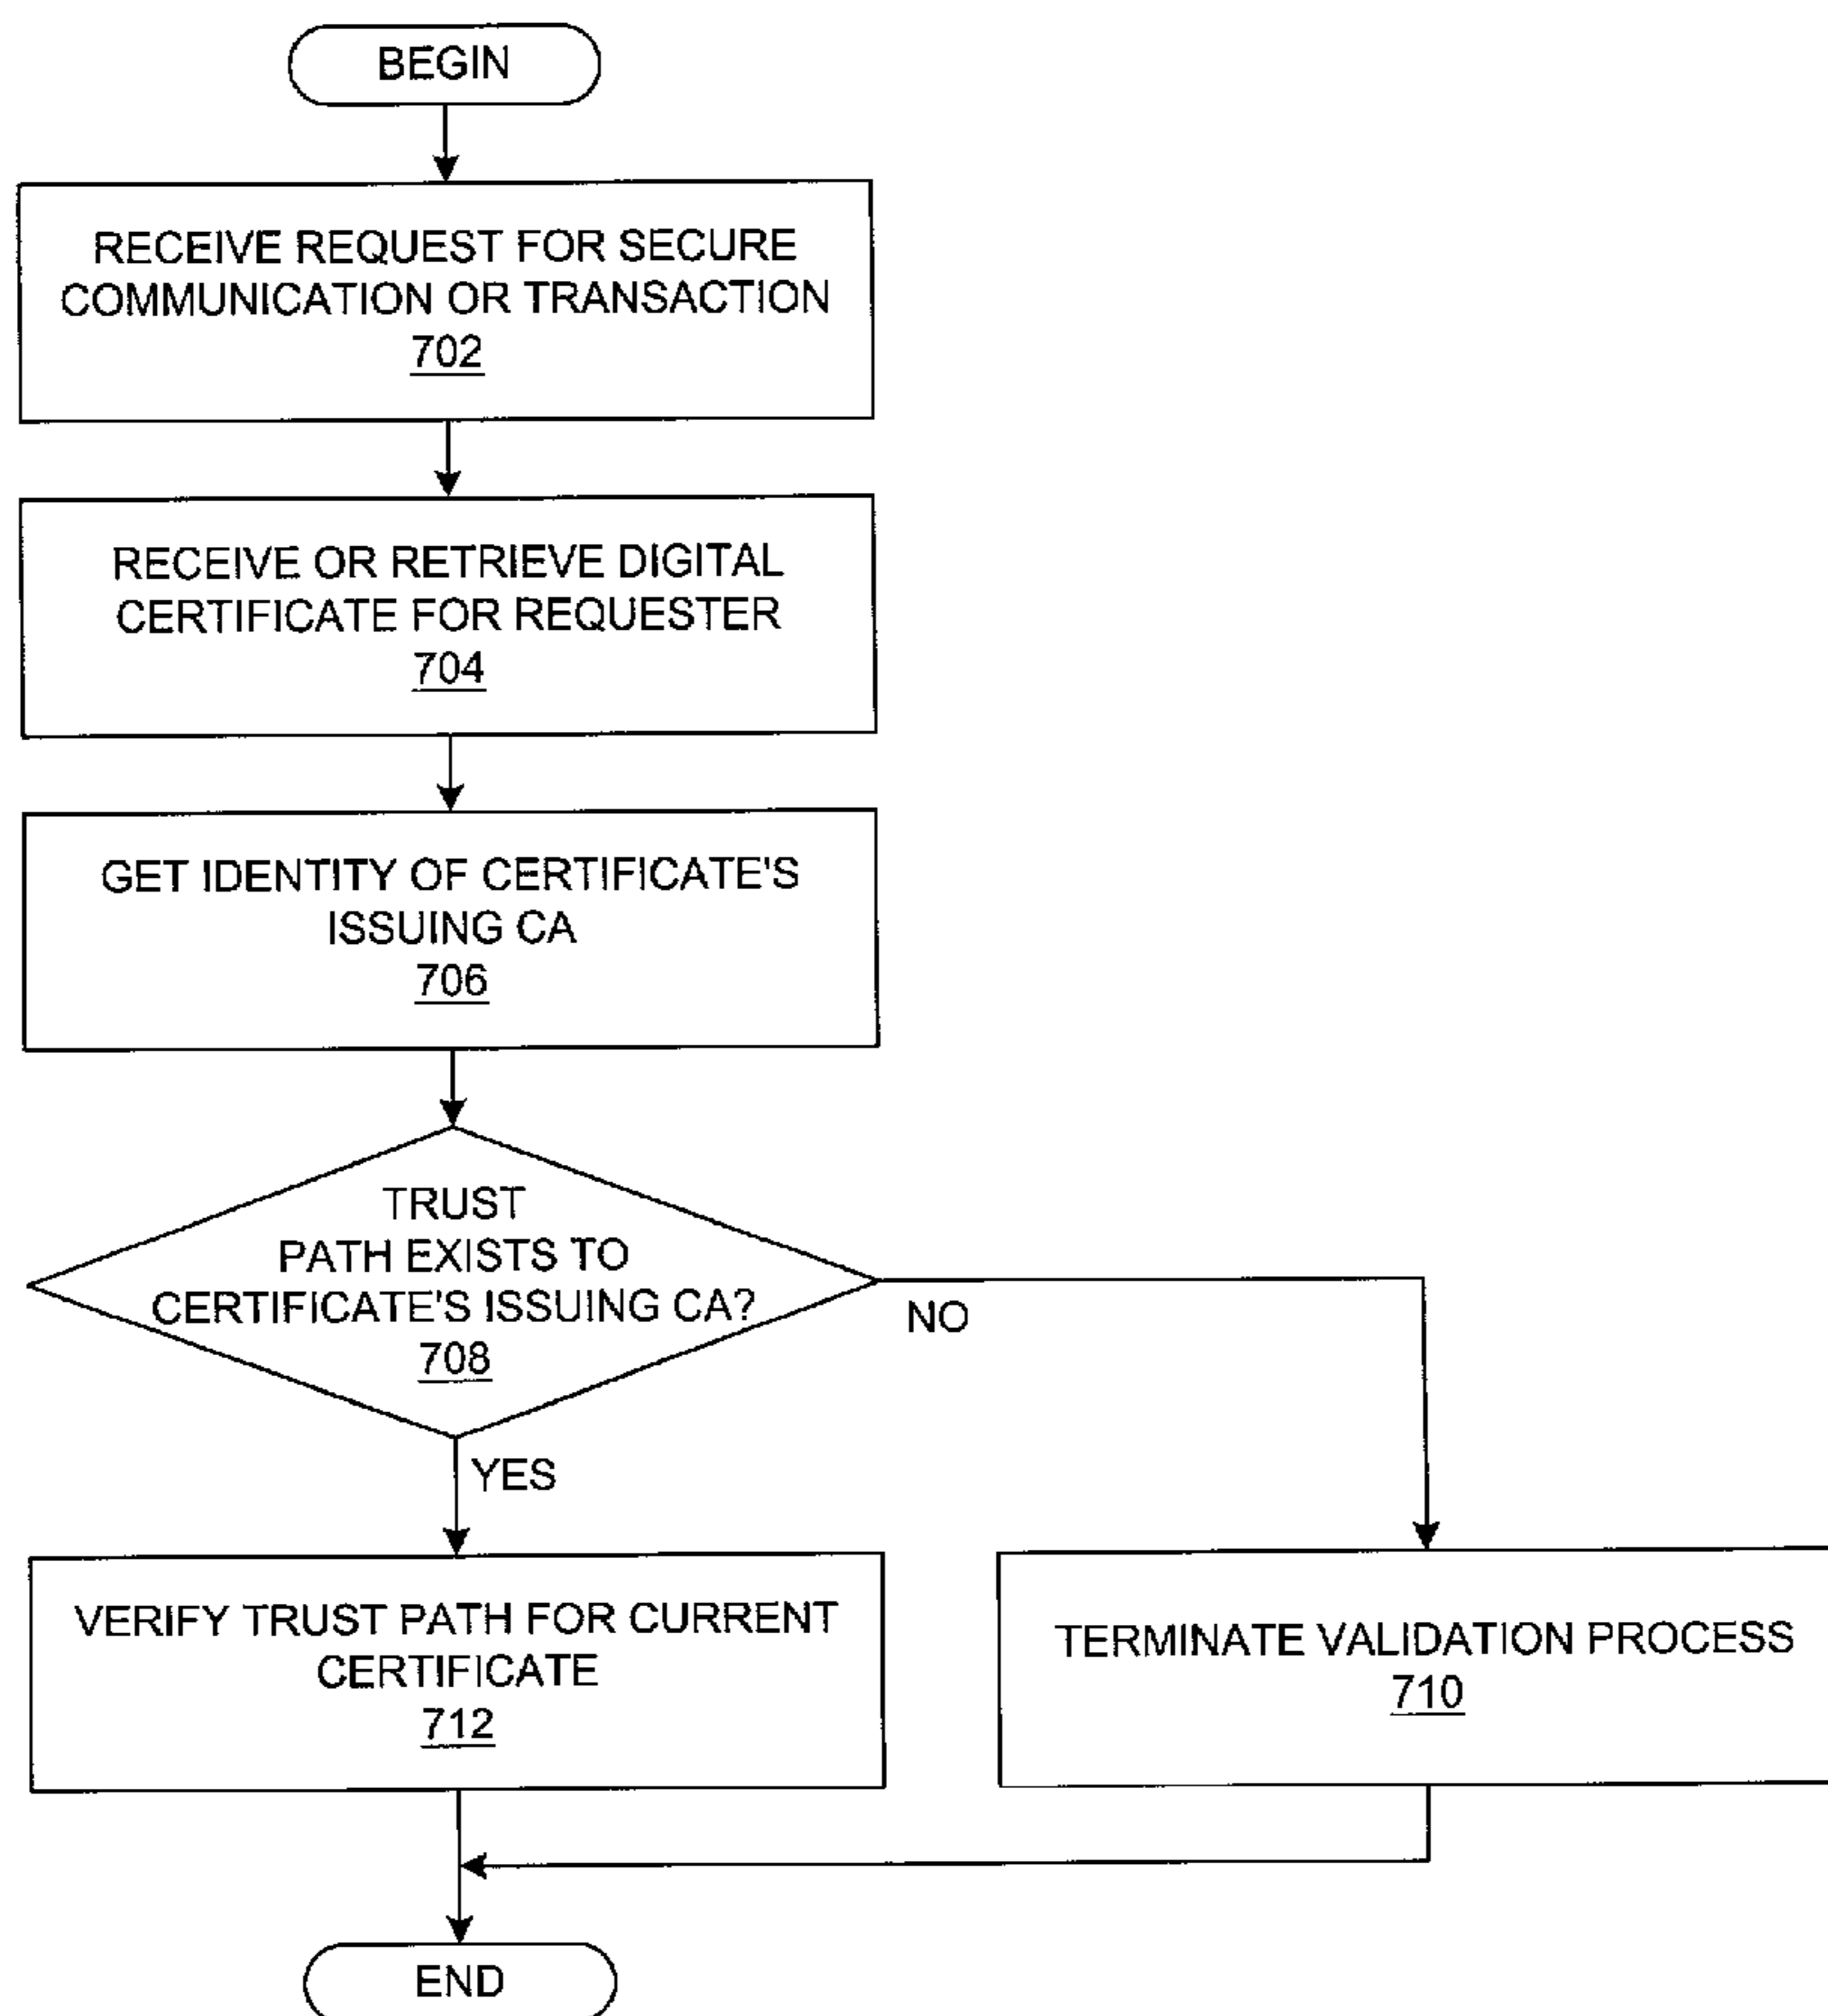 BEGIN
RECEIVE REQUEST FOR SECURE
COMMUNICATION OR TRANSACTION
702
RECEIVE OR RETRIEVE DIGITAL
CERTIFICATE FOR REQUESTER
704
GET IDENTITY OF CERTIFICATE'S
ISSUING CA
706
TRUST
PATH EXISTS TO
CERTIFICATE'S ISSUING CA?
708
NO
YES
VERIFY TRUST PATH FOR CURRENT
CERTIFICATE
712
TERMINATE VALIDATION PROCESS
710
END